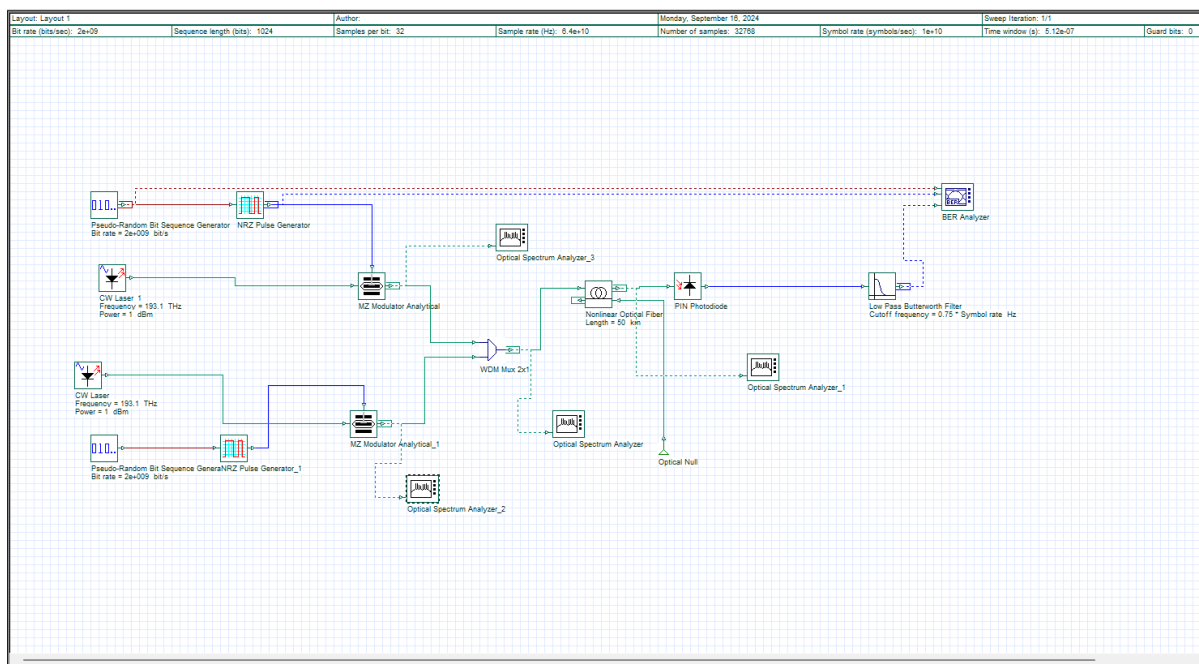 Layout: Layout 1
Author:
Monday, September 16, 2024
Sweep Iteration: 1/1
Bit rate (bits/sec): 2e+09
Sequence length (bits): 1024
Samples per bit: 32
Sample rate (Hz): 6.4e+10
Number of samples: 32768
Symbol rate (symbols/sec): 1e+10
Time window (s): 5.12e-07
Guard bits: 0
Pseudo-Random Bit Sequence Generator
Bit rate = 2e+009 bit/s
NRZ Pulse Generator
BER Analyzer
Optical Spectrum Analyzer_3
CW Laser_1
Frequency = 193.1 THz
Power = 1 dBm
MZ Modulator Analytical
Nonlinear Optical Fiber
Length = 50 km
PIN Photodiode
Low Pass Butterworth Filter
Cutoff frequency = 0.75 * Symbol rate Hz
WDM Mux 2x1
CW Laser
Frequency = 193.1 THz
Power = 1 dBm
Optical Spectrum Analyzer_1
MZ Modulator Analytical_1
Optical Spectrum Analyzer
Optical Null
Pseudo-Random Bit Sequence Genera
Bit rate = 2e+009 bit/s
NRZ Pulse Generator_1
Optical Spectrum Analyzer_2